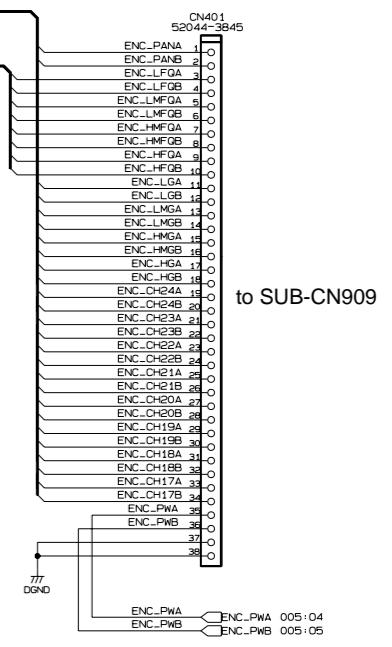 CN401
52044-3845
ENC_PANA 1
ENC_PANB 2
ENC_LFQA 3
ENC_LFQB 4
ENC_LMFQA 5
ENC_LMFQB 6
ENC_HMFQA 7
ENC_HMFQB 8
ENC_HFQA 9
ENC_HFQB 10
ENC_LGA 11
ENC_LGB 12
ENC_LMGA 13
ENC_LMGB 14
ENC_HMGA 15
ENC_HMGB 16
ENC_HGA 17
ENC_HGB 18
ENC_CH24A 19
ENC_CH24B 20
ENC_CH23A 21
ENC_CH23B 22
ENC_CH22A 23
ENC_CH22B 24
ENC_CH21A 25
ENC_CH21B 26
ENC_CH20A 27
ENC_CH20B 28
ENC_CH19A 29
ENC_CH19B 30
ENC_CH18A 31
ENC_CH18B 32
ENC_CH17A 33
ENC_CH17B 34
ENC_PWA 35
ENC_PWB 36
37
38
to SUB-CN909
DGND
ENC_PWA ENC_PWA 005:04
ENC_PWB ENC_PWB 005:05